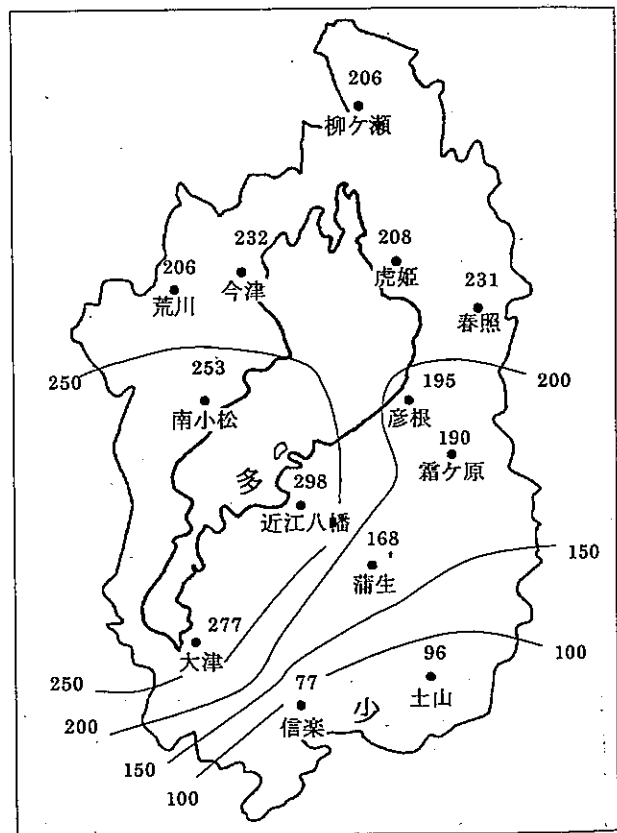 206
柳ケ瀬
232
今津
208
虎姫
206
荒川
231
春照
250
253
南小松
195
彦根
200
190
霜ケ原
多
298
近江八幡
168
蒲生
150
277
大津
250
77
信楽
96
土山
100
少
200
150
100